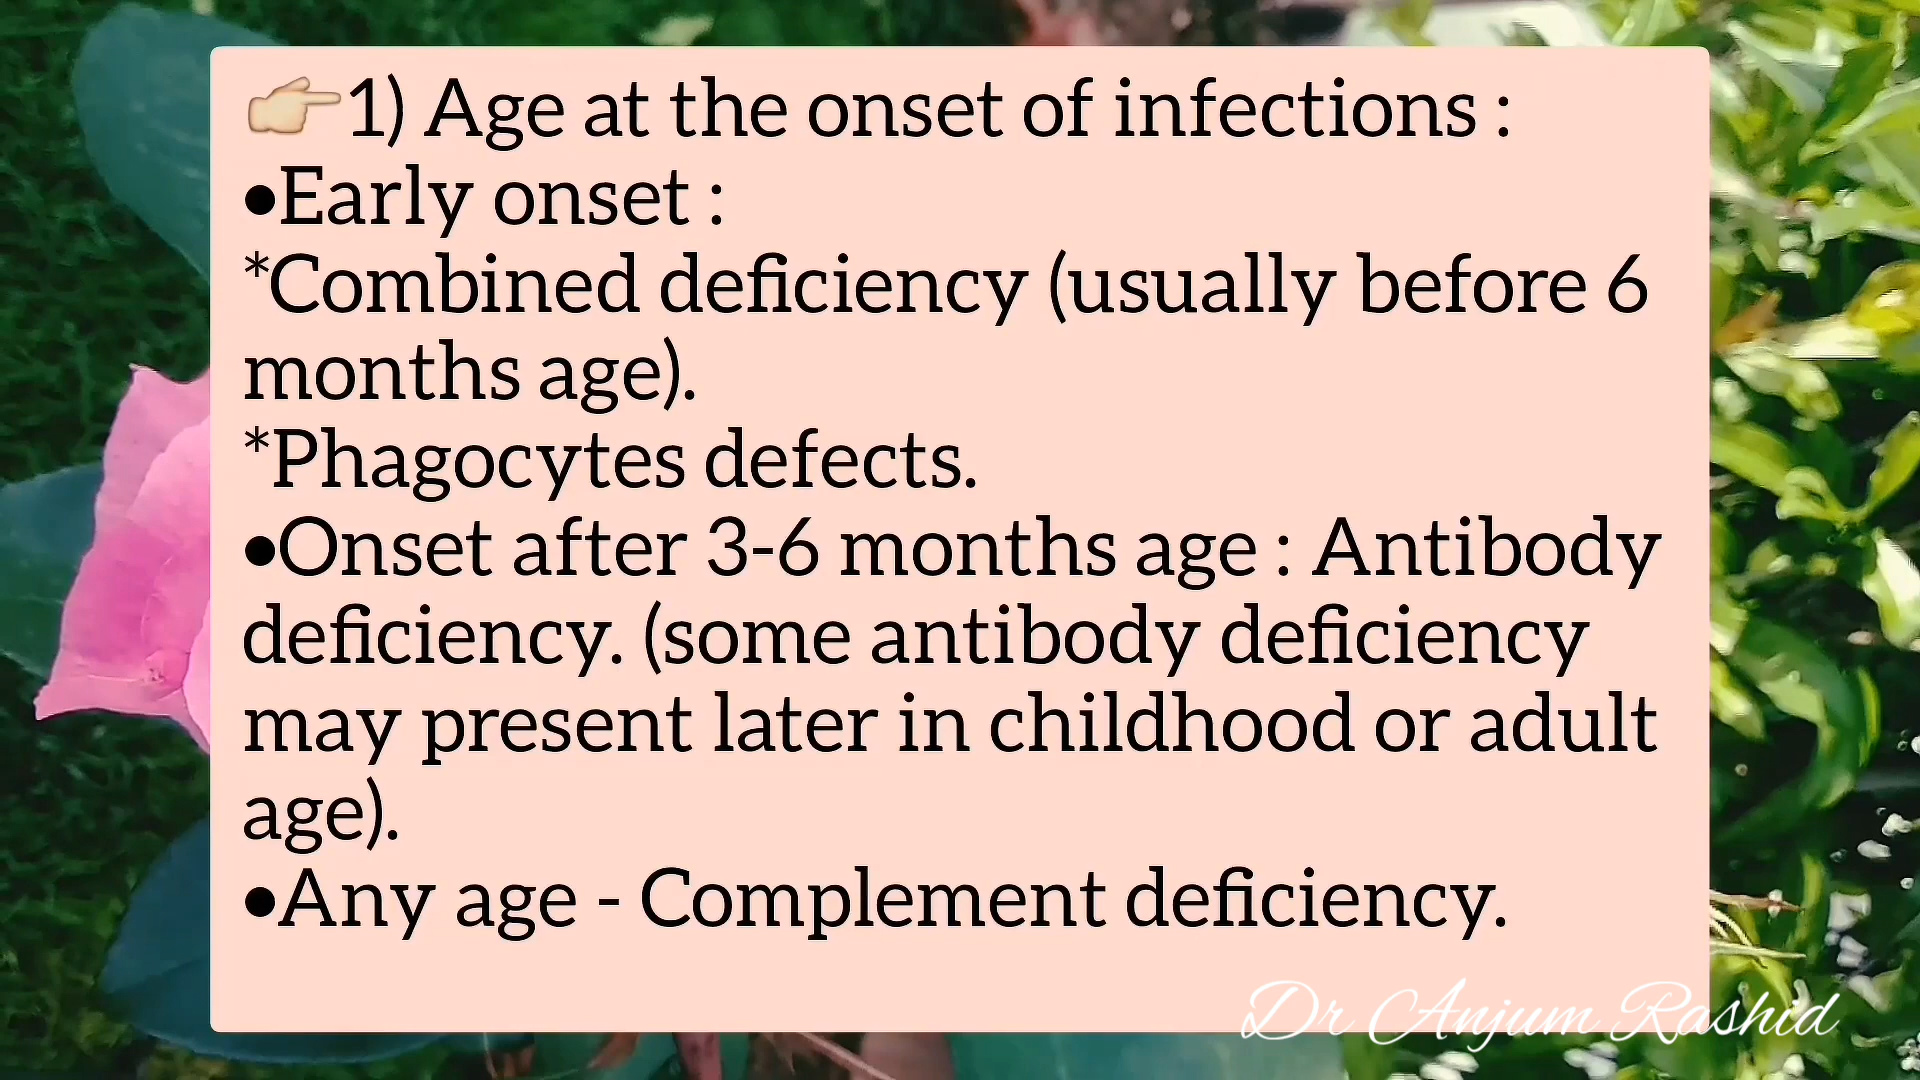 👉1) Age at the onset of infections :
•Early onset :
*Combined deficiency (usually before 6
months age).
*Phagocytes defects.
•Onset after 3-6 months age : Antibody
deficiency. (some antibody deficiency
may present later in childhood or adult
age).
•Any age - Complement deficiency.
Dr Anjum Rashid